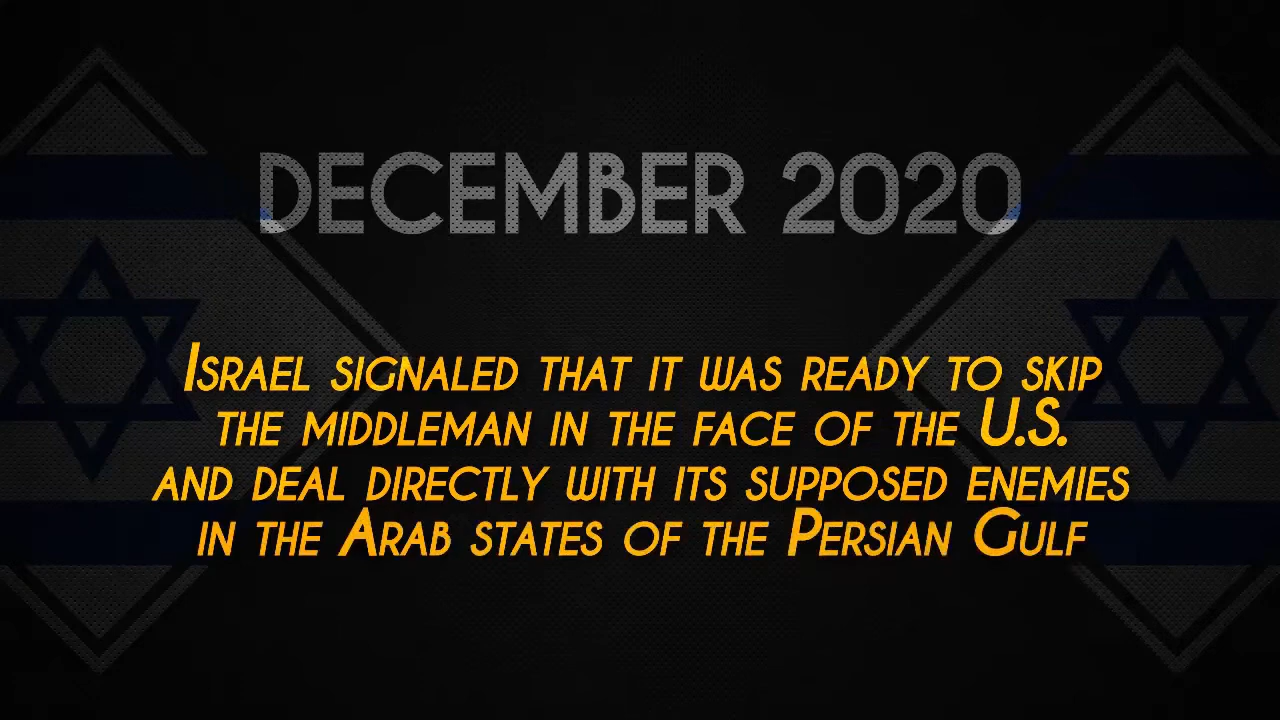 DECEMBER 2020
Israel signaled that it was ready to skip
the middleman in the face of the U.S.
and deal directly with its supposed enemies
in the Arab states of the Persian Gulf